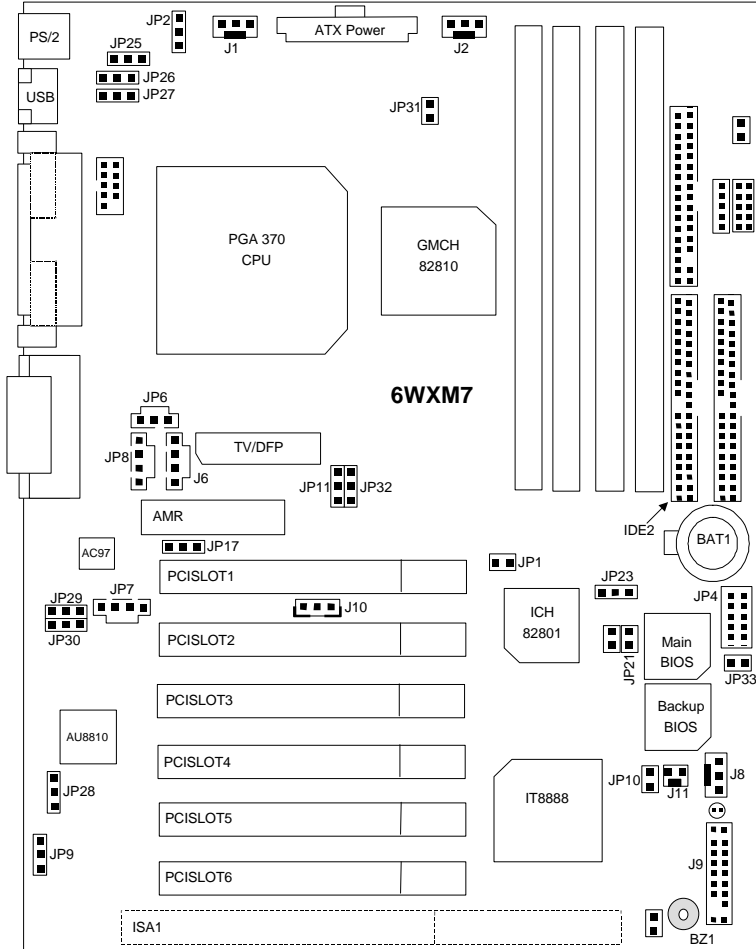 JP2
PS/2
ATX Power
J1
J2
JP25
JP26
USB
JP27
JP31
PGA 370
CPU
GMCH
82810
6WXM7
JP6
TV/DFP
JP8
J6
JP11
JP32
AMR
IDE2
BAT1
AC97
JP17
JP1
PCISLOT1
JP23
JP29
JP7
JP4
J10
ICH
82801
JP30
PCISLOT2
JP21
Main
BIOS
JP33
PCISLOT3
Backup
BIOS
AU8810
PCISLOT4
JP10
J11
J8
JP28
IT8888
PCISLOT5
JP9
J9
PCISLOT6
ISA1
BZ1